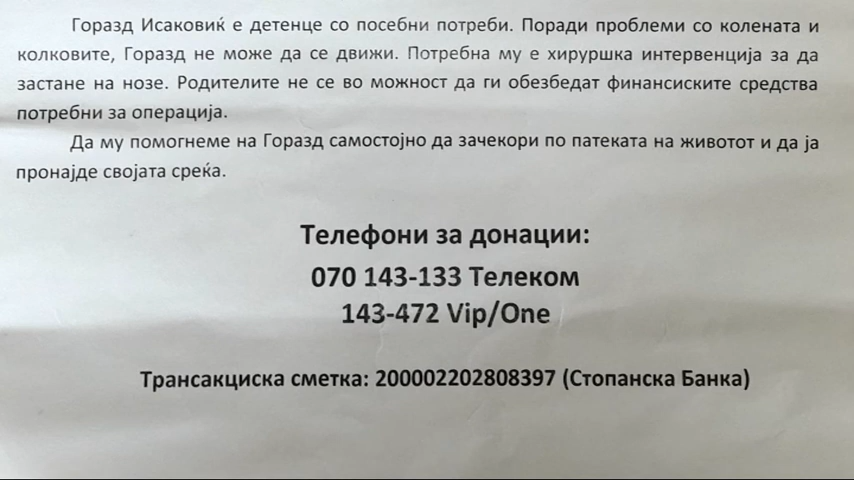 Горазд Исаковиќ е детенце со посебни потреби. Поради проблеми со колената и
колковите, Горазд не може да се движи. Потребна му е хируршка интервенција за да
застане на нозе. Родителите не се во можност да ги обезбедат финансиските средства
потребни за операција.
Да му помогнеме на Горазд самостојно да зачекори по патеката на животот и да ја
пронајде својата среќа.
Телефони за донации:
070 143-133 Телеком
143-472 Vip/One
Трансакциска сметка: 200002202808397 (Стопанска Банка)